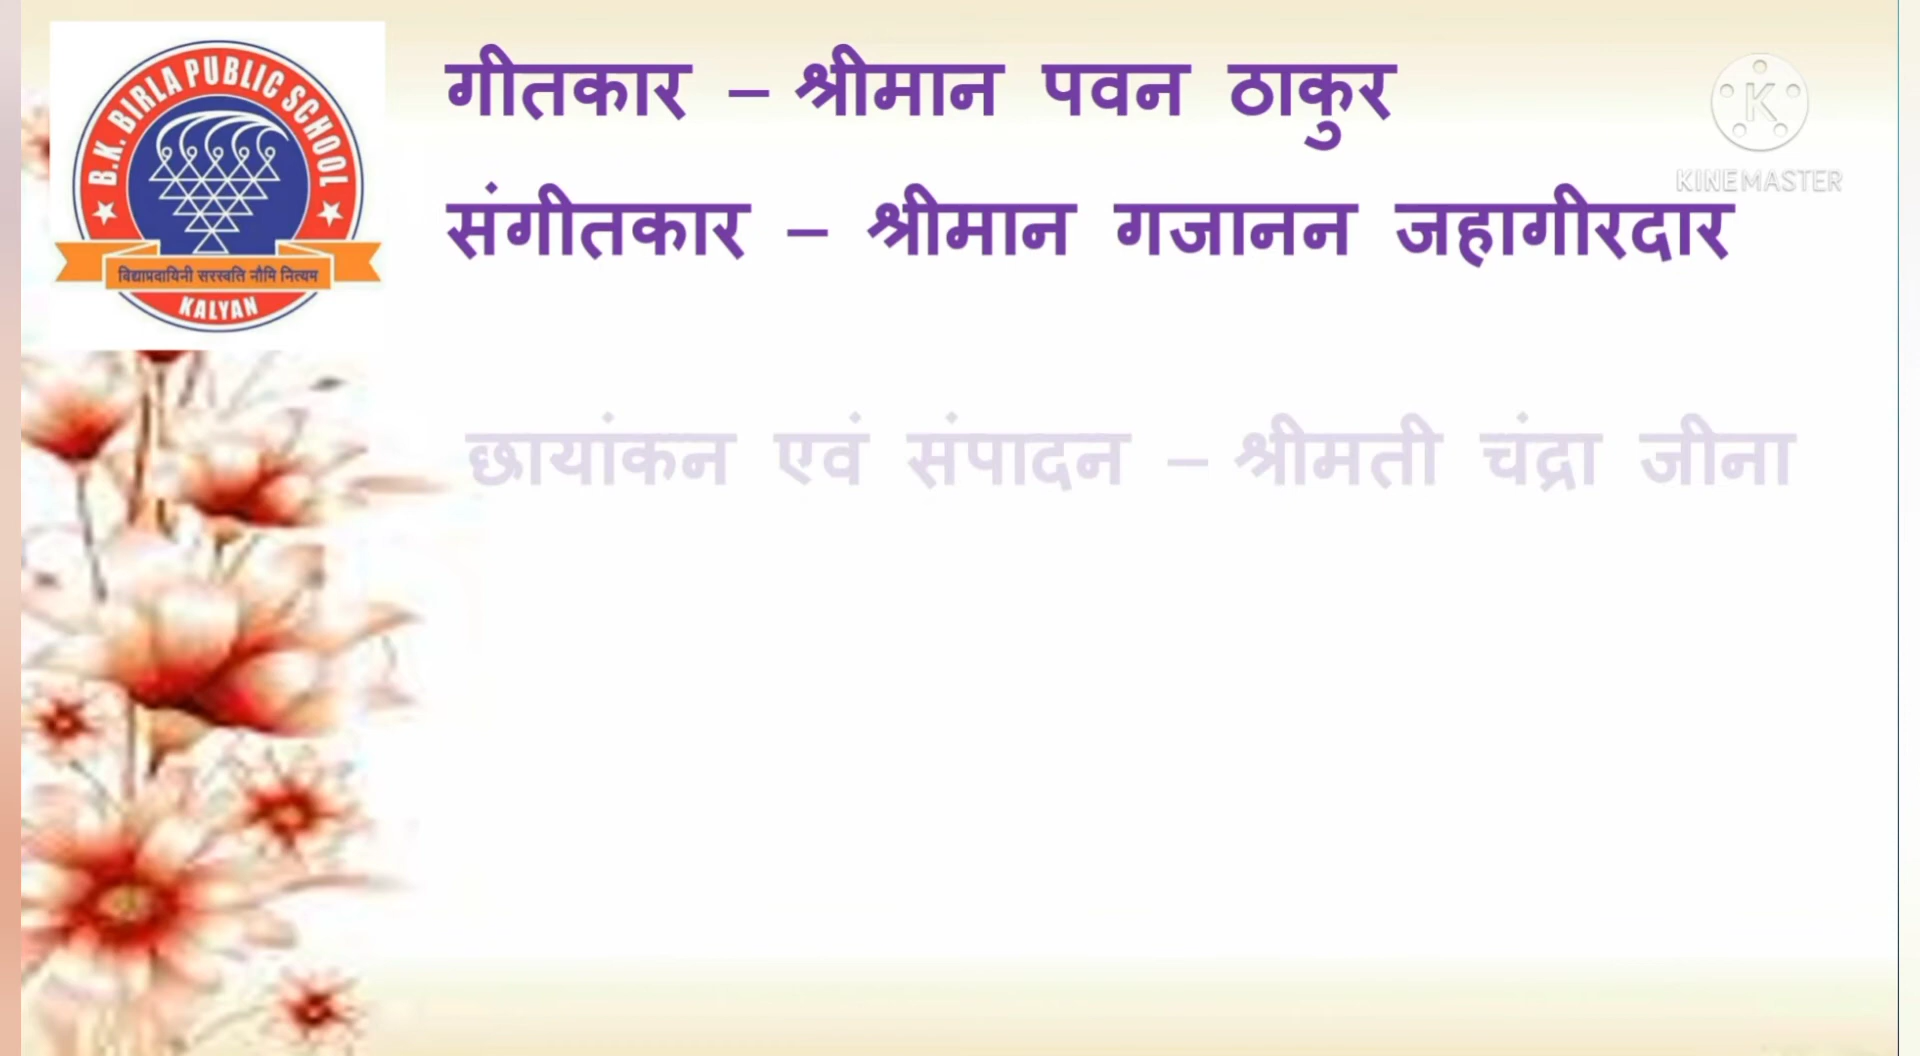 B.K. BIRLA PUBLIC SCHOOL
विद्याप्रदायिनी सरस्वति नौमि नित्यम
KALYAN
गीतकार – श्रीमान पवन ठाकुर
K
KINEMASTER
संगीतकार – श्रीमान गजानन जहागीरदार
छायांकन एवं संपादन – श्रीमती चंद्रा जीना